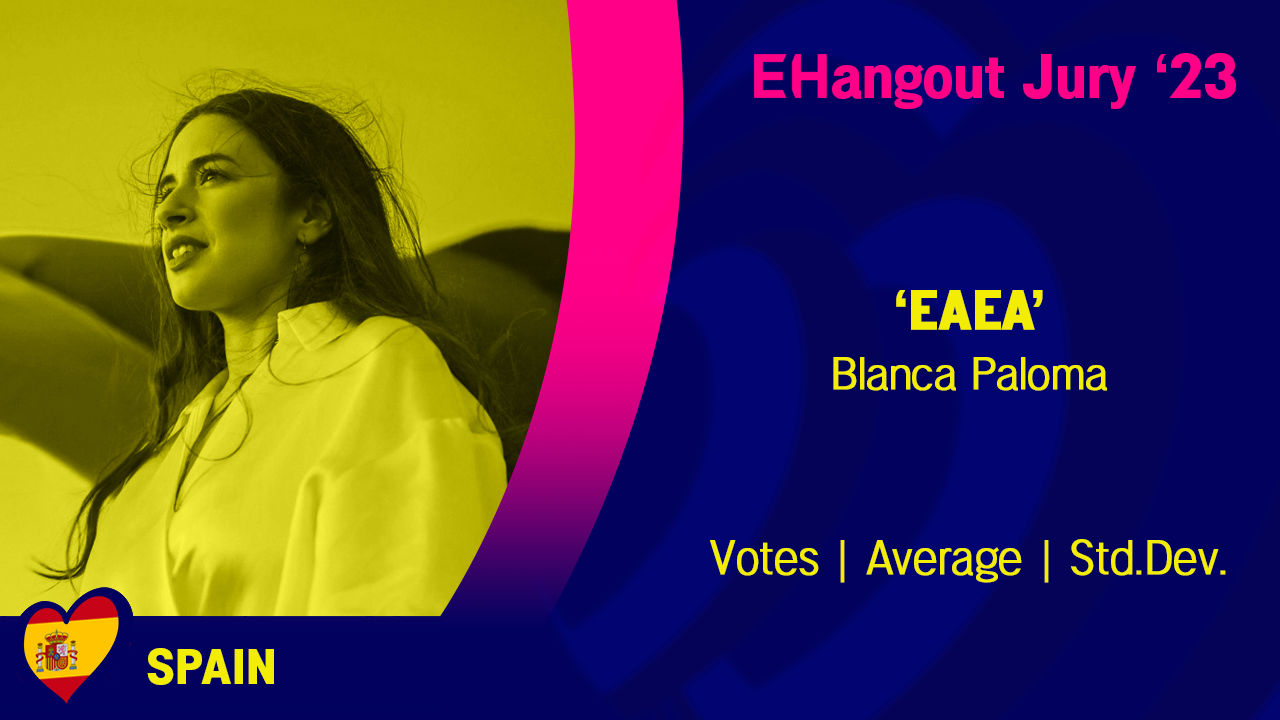 EHangout Jury ‘23
‘EAEA’
Blanca Paloma
Votes | Average | Std.Dev.
SPAIN